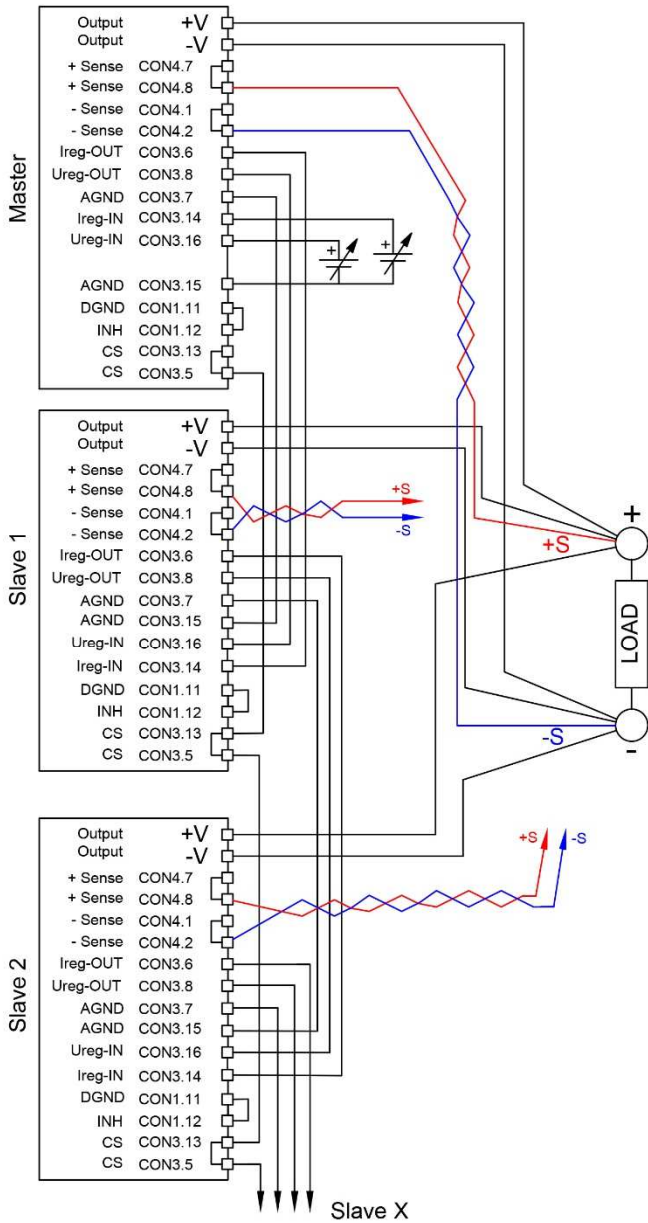 Master
Output +V
Output -V
+ Sense CON4.7
+ Sense CON4.8
- Sense CON4.1
- Sense CON4.2
Ireg-OUT CON3.6
Ureg-OUT CON3.8
AGND CON3.7
Ireg-IN CON3.14
Ureg-IN CON3.16
AGND CON3.15
DGND CON1.11
INH CON1.12
CS CON3.13
CS CON3.5
+ +
Slave 1
Output +V
Output -V
+ Sense CON4.7
+ Sense CON4.8
- Sense CON4.1
- Sense CON4.2
Ireg-OUT CON3.6
Ureg-OUT CON3.8
AGND CON3.7
AGND CON3.15
Ureg-IN CON3.16
Ireg-IN CON3.14
DGND CON1.11
INH CON1.12
CS CON3.13
CS CON3.5
+S
-S
+
+S
LOAD
-S
-
Slave 2
Output +V
Output -V
+ Sense CON4.7
+ Sense CON4.8
- Sense CON4.1
- Sense CON4.2
Ireg-OUT CON3.6
Ureg-OUT CON3.8
AGND CON3.7
AGND CON3.15
Ureg-IN CON3.16
Ireg-IN CON3.14
DGND CON1.11
INH CON1.12
CS CON3.13
CS CON3.5
+S -S
Slave X